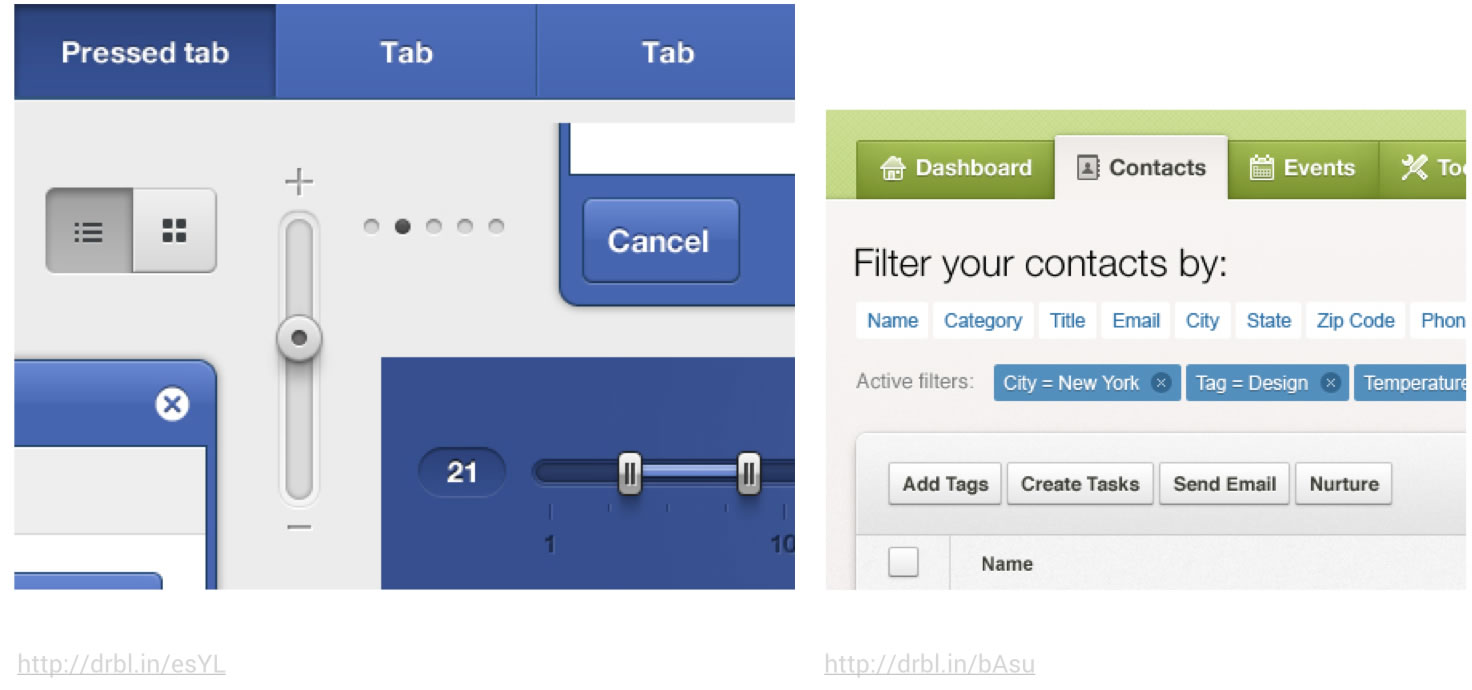 Pressed tab Tab Tab
Cancel
21
1 10
http://drbl.in/esYL
Dashboard Contacts Events Too
Filter your contacts by:
Name Category Title Email City State Zip Code Phon
Active filters: City = New York Tag = Design Temperature
Add Tags Create Tasks Send Email Nurture
Name
http://drbl.in/bAsu